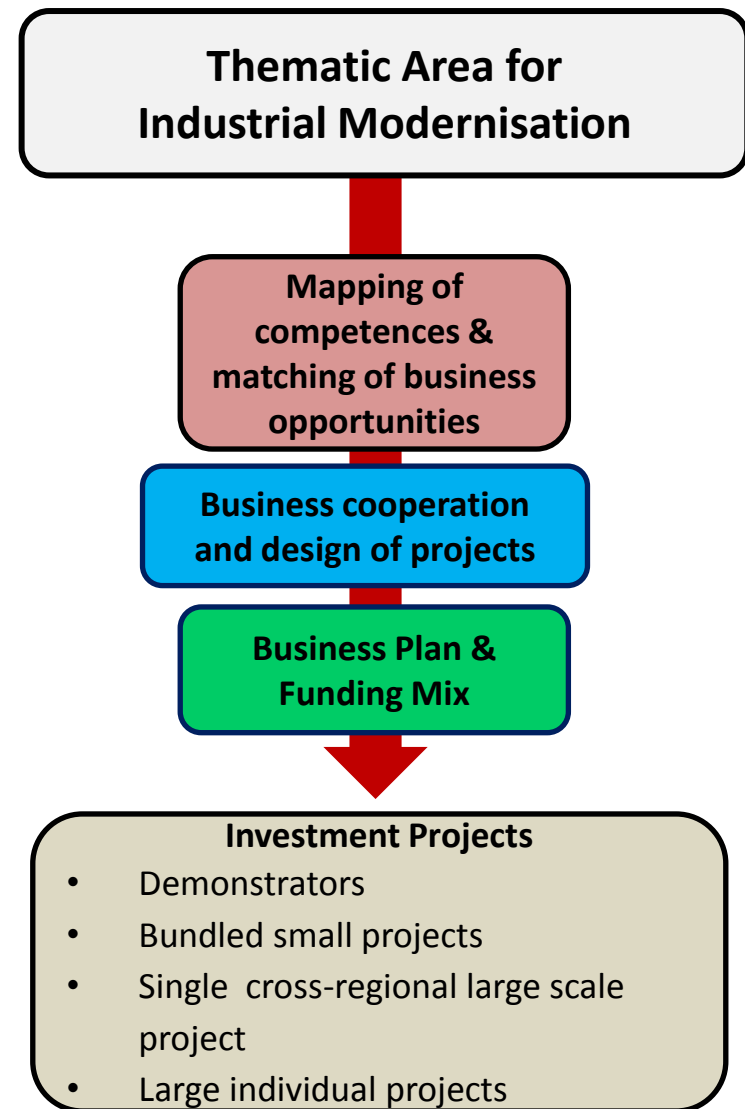 Thematic Area for
Industrial Modernisation
Mapping of
competences &
matching of business
opportunities
Business cooperation
and design of projects
Business Plan &
Funding Mix
Investment Projects
• Demonstrators
• Bundled small projects
• Single  cross-regional large scale
project
• Large individual projects